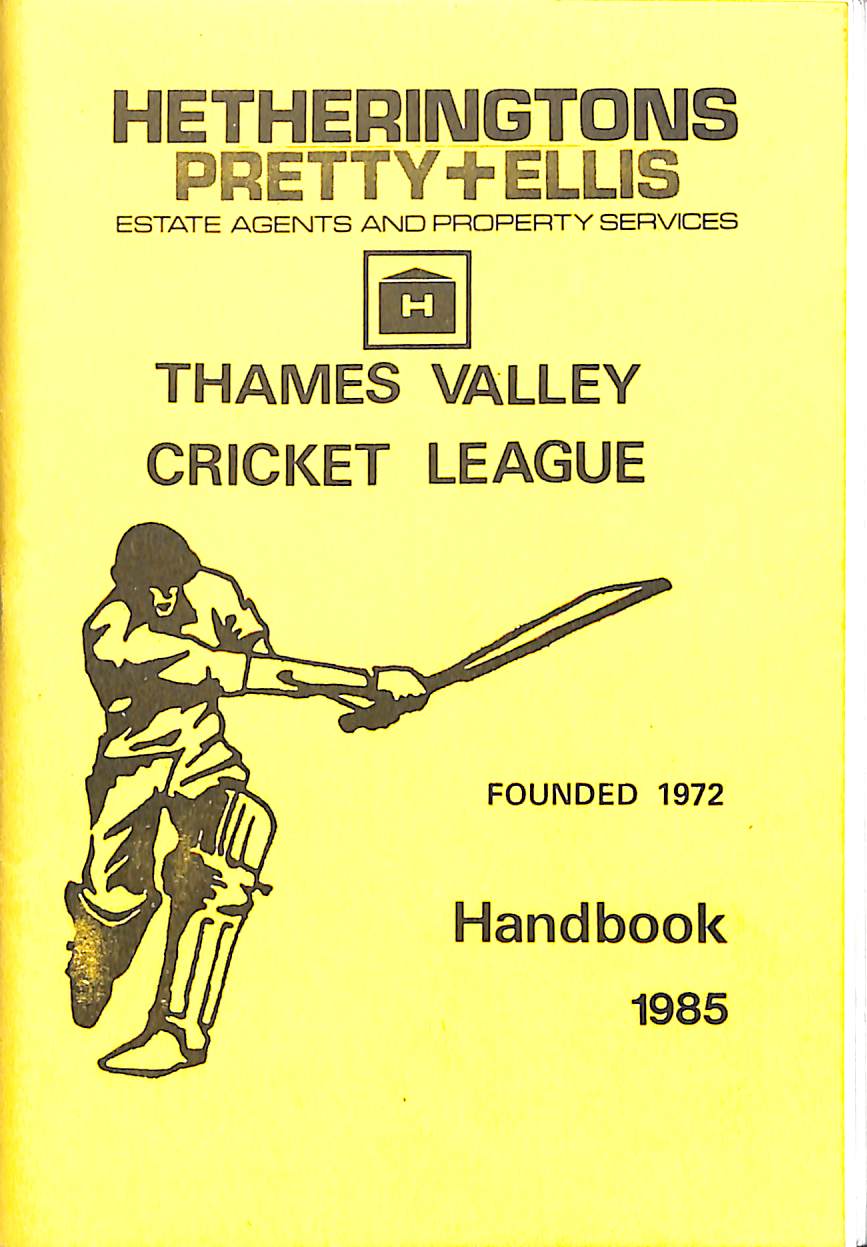 HETHERINGTONS
PRETTY+ELLIS
ESTATE AGENTS AND PROPERTY SERVICES
H
THAMES VALLEY
CRICKET LEAGUE
FOUNDED 1972
Handbook
1985